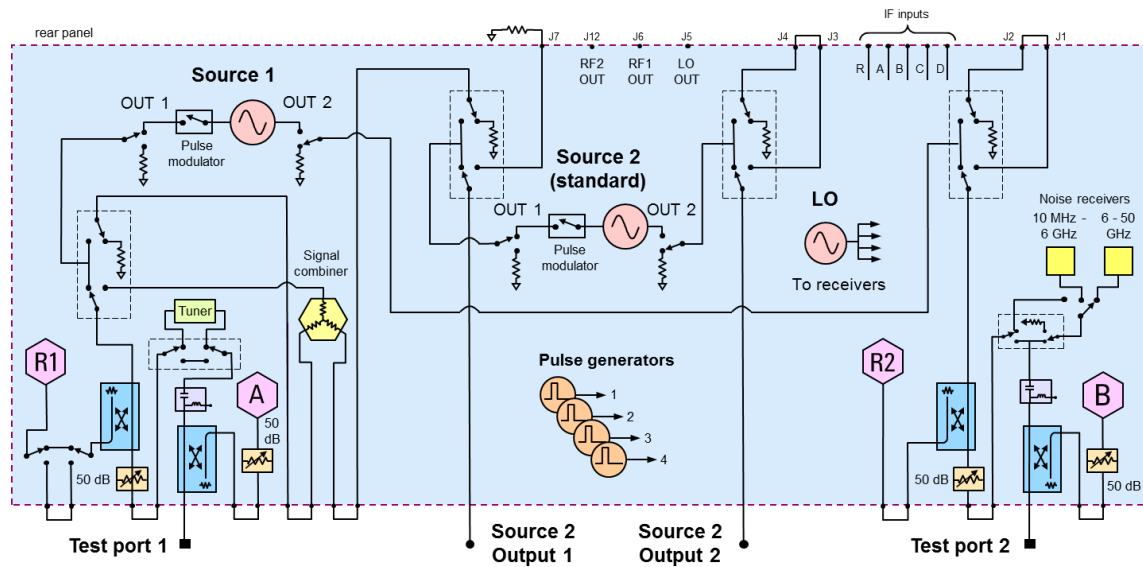 rear panel
J7
J12
J6
J5
J4
J3
IF inputs
J2
J1
RF2
OUT
RF1
OUT
LO
OUT
R
A
B
C
D
Source 1
OUT 1
OUT 2
Pulse
modulator
Source 2
(standard)
OUT 1
OUT 2
Pulse
modulator
LO
To receivers
Noise receivers
10 MHz -
6 GHz
6 - 50
GHz
Signal
combiner
Tuner
R1
A
50
dB
50 dB
Pulse generators
1
2
3
4
R2
B
50 dB
50 dB
Test port 1
Source 2
Output 1
Source 2
Output 2
Test port 2